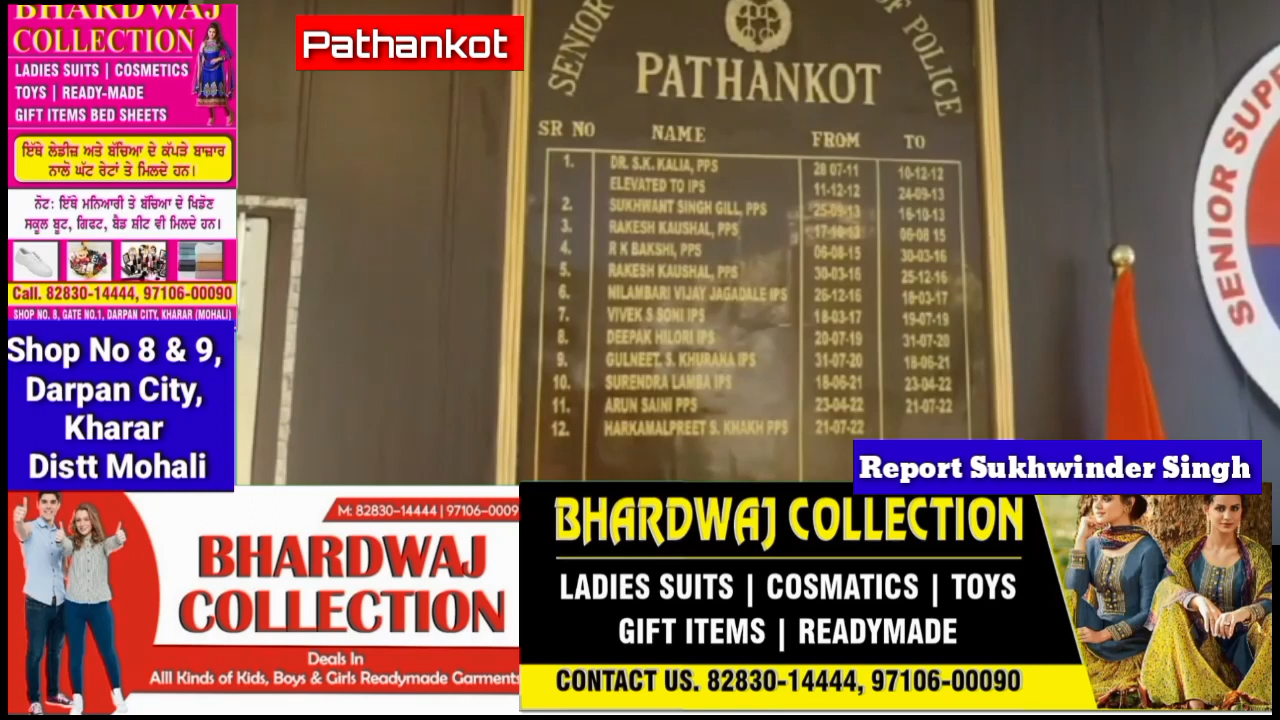 BHARDWAJ
COLLECTION
LADIES SUITS | COSMETICS
TOYS | READY-MADE
GIFT ITEMS BED SHEETS
ਇੱਥੇ ਲੇਡੀਜ਼ ਅਤੇ ਬੱਚਿਆ ਦੇ ਕੱਪੜੇ ਬਾਜ਼ਾਰ
ਨਾਲੋਂ ਘੱਟ ਰੇਟਾਂ ਤੇ ਮਿਲਦੇ ਹਨ।
ਨੋਟ: ਇੱਥੇ ਮਨਿਆਰੀ ਤੇ ਬੱਚਿਆ ਦੇ ਖਿਡੌਣ
ਸਕੂਲ ਬੂਟ, ਗਿਫਟ, ਬੈਡ ਸ਼ੀਟ ਵੀ ਮਿਲਦੇ ਹਨ।
Call. 82830-14444, 97106-00090
SHOP NO. 8, GATE NO.1, DARPAN CITY, KHARAR (MOHALI)
Shop No 8 & 9,
Darpan City,
Kharar
Distt Mohali
Pathankot
SENIOR OF POLICE
PATHANKOT
SR NO NAME FROM TO
1. DR. S.K. KALIA, PPS 28 07-11 10-12-12
ELEVATED TO IPS 11-12-12 24-09-13
2. SUKHWANT SINGH GILL, PPS 25-09-13 16-10-13
3. RAKESH KAUSHAL, PPS 17-10-13 06-08 15
4. R K BAKSHI, PPS 06-08-15 30-03-16
5. RAKESH KAUSHAL, PPS 30-03-16 25-12-16
6. NILAMBARI VIJAY JAGADALE IPS 26-12-16 18-03-17
7. VIVEK S SONI IPS 18-03-17 19-07-19
8. DEEPAK HILORI IPS 20-07-19 31-07-20
9. GULNEET. S. KHURANA IPS 31-07-20 18-06-21
10. SURENDRA LAMBA IPS 18-06-21 23-04-22
11. ARUN SAINI PPS 23-04-22 21-07-22
12. HARKAMALPREET S. KHAKH PPS 21-07-22
SENIOR
Report Sukhwinder Singh
M: 82830-14444 | 97106-0009
BHARDWAJ
COLLECTION
Deals In
Alll Kinds of Kids, Boys & Girls Readymade Garments
BHARDWAJ COLLECTION
LADIES SUITS | COSMATICS | TOYS
GIFT ITEMS | READYMADE
CONTACT US. 82830-14444, 97106-00090